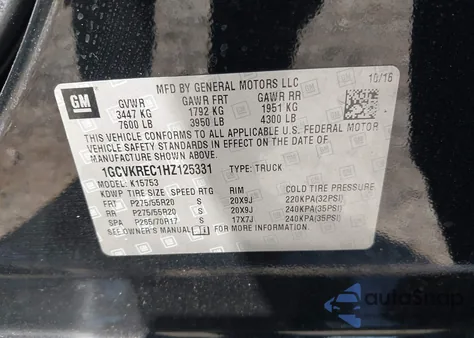 MFD BY GENERAL MOTORS LLC 10/16
GM GVWR GAWR FRT GAWR RR
3447 KG 1792 KG 1951 KG
7600 LB 3950 LB 4300 LB
THIS VEHICLE CONFORMS TO ALL APPLICABLE U.S. FEDERAL MOTOR
VEHICLE SAFETY STANDARDS IN EFFECT ON THE DATE OF
MANUFACTURE SHOWN ABOVE.
1GCVKREC1HZ125331 TYPE: TRUCK
MODEL: K15753
KDWP TIRE SIZE SPEED RTG RIM COLD TIRE PRESSURE
FRT P275/55R20 S 20X9J 220KPA(32PSI)
RR P275/55R20 S 20X9J 240KPA(35PSI)
SPA P265/70R17 S 17X7J 240KPA(35PSI)
SEE OWNER'S MANUAL FOR ADDITIONAL INFORMATION.
autoSnap